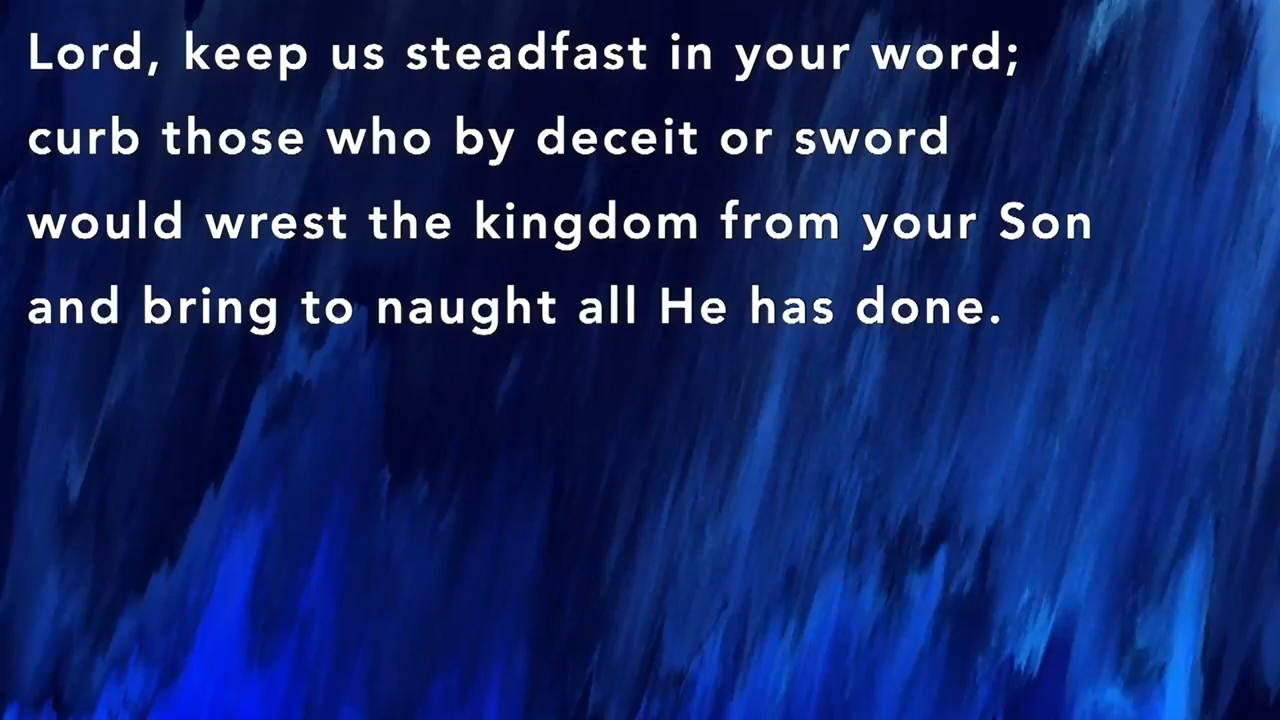 Lord, keep us steadfast in your word;
curb those who by deceit or sword
would wrest the kingdom from your Son
and bring to naught all He has done.